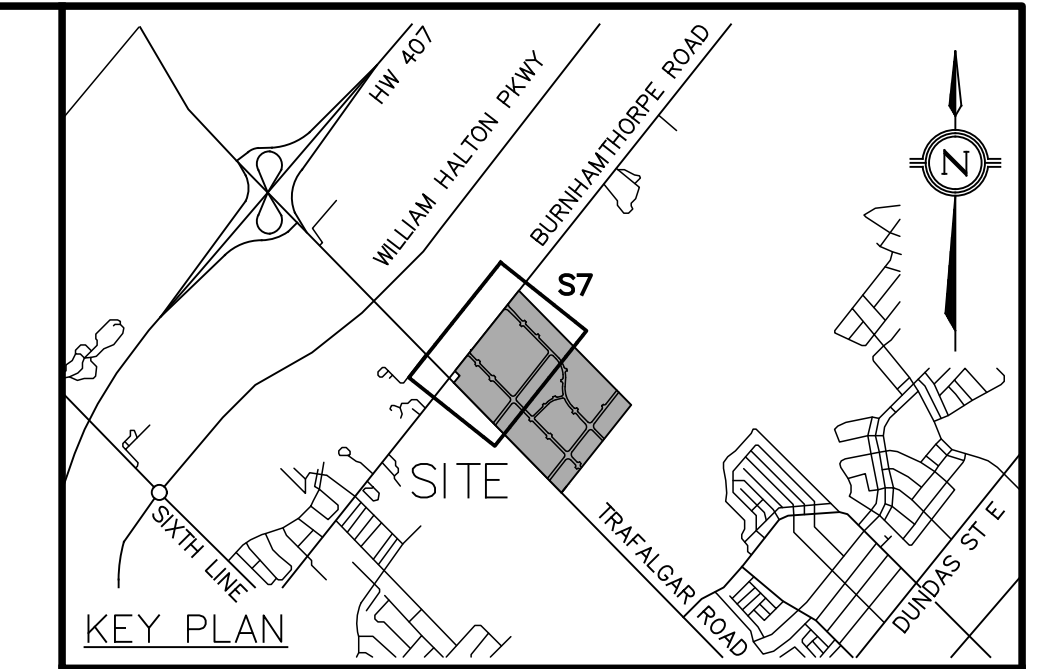 HW 407
WILLIAM HALTON PKWY
BURNHAMTHORPE ROAD
N
S7
SITE
SIXTH LINE
TRAFALGAR ROAD
DUNDAS ST E
KEY PLAN